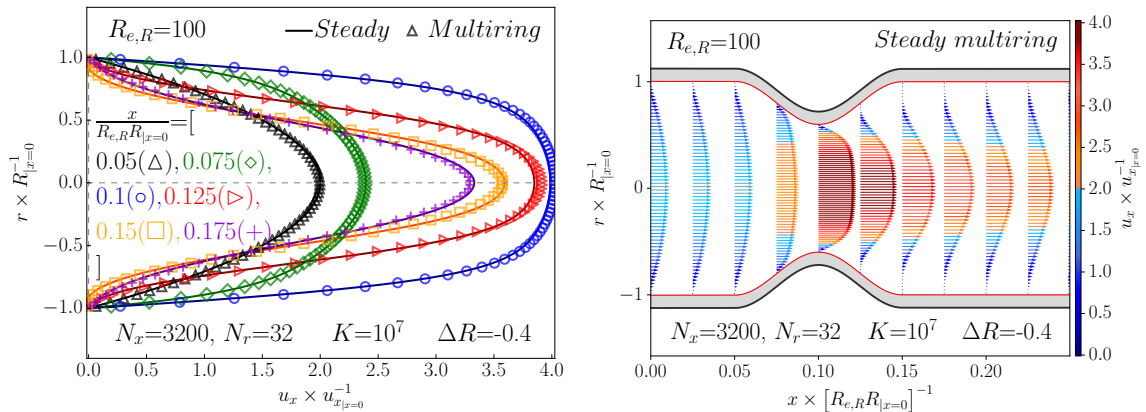 R_{e,R}=100
Steady △ Multiring
1.0
0.5
0.0
−0.5
−1.0
r × R^{-1}_{|x=0}
x / R_{e,R}R_{|x=0} =[
0.05(△), 0.075(◇),
0.1(○), 0.125(▷),
0.15(□), 0.175(+)
]
N_x=3200, N_r=32 K=10^7 ΔR=-0.4
0.0 0.5 1.0 1.5 2.0 2.5 3.0 3.5 4.0
u_x × u^{-1}_{x_{|x=0}}
R_{e,R}=100
Steady multiring
1
0
−1
r × R^{-1}_{|x=0}
N_x=3200, N_r=32 K=10^7 ΔR=-0.4
0.00 0.05 0.10 0.15 0.20
x × [R_{e,R}R_{|x=0}]^{-1}
4.0
3.5
3.0
2.5
2.0
1.5
1.0
0.5
0.0
u_x × u^{-1}_{x_{|x=0}}